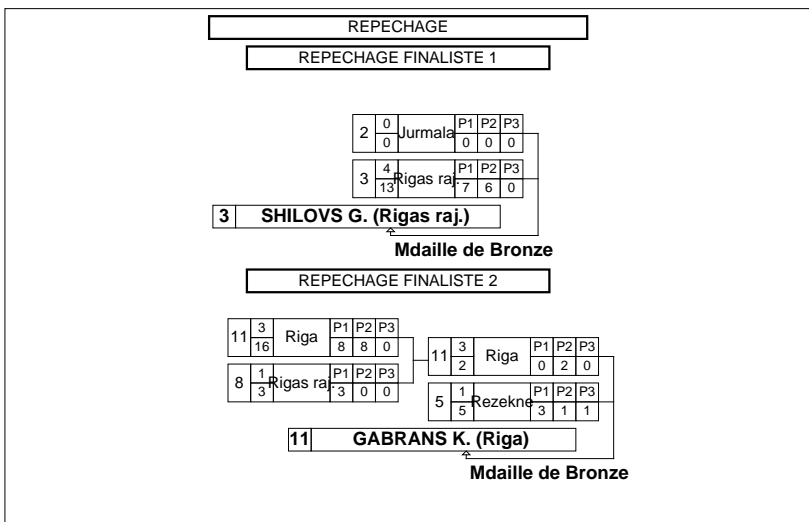 REPECHAGE
REPECHAGE FINALISTE 1
2 0 0 Jurmala P1 P2 P3 0 0 0
3 4 13 Rigas raj. P1 P2 P3 7 6 0
3 SHILOVS G. (Rigas raj.)
Mdaille de Bronze
REPECHAGE FINALISTE 2
11 3 16 Riga P1 P2 P3 8 8 0
8 1 3 Rigas raj. P1 P2 P3 3 0 0
11 3 2 Riga P1 P2 P3 0 2 0
5 1 5 Rezekne P1 P2 P3 3 1 1
11 GABRANS K. (Riga)
Mdaille de Bronze